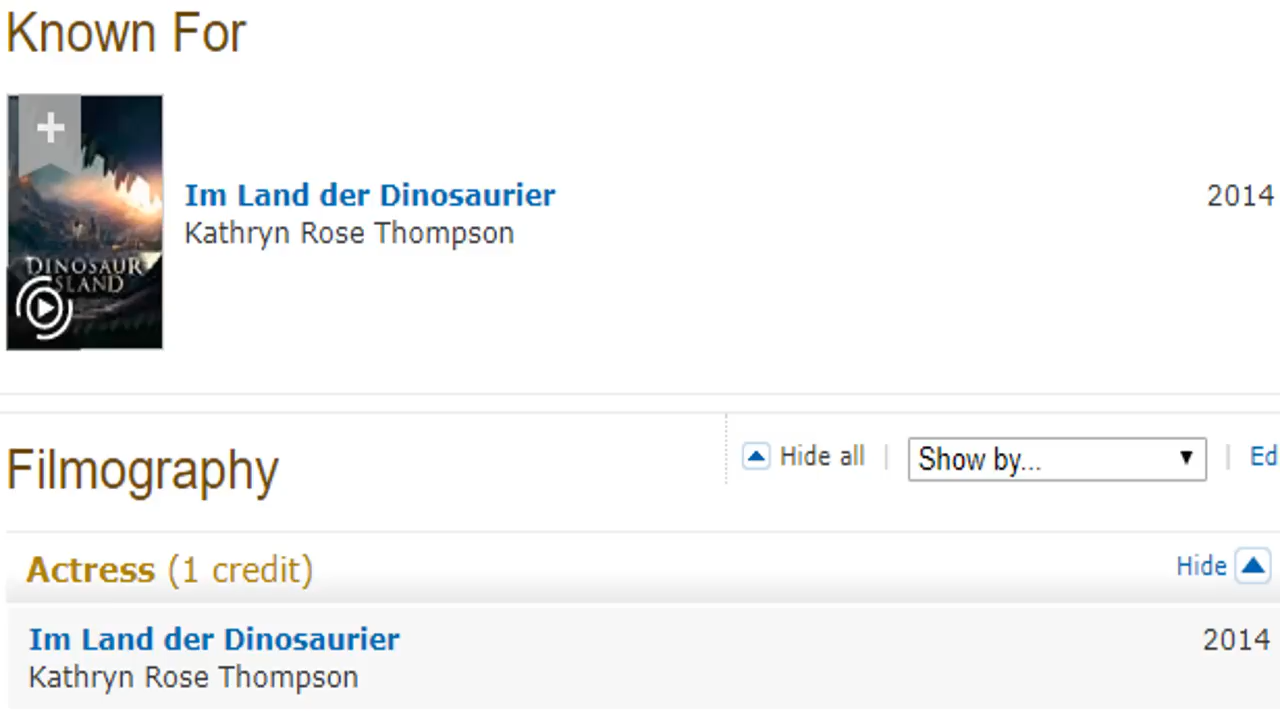 Known For
DINOSAUR
ISLAND
Im Land der Dinosaurier
2014
Kathryn Rose Thompson
Filmography
Hide all
Show by...
Ed
Actress (1 credit)
Hide
Im Land der Dinosaurier
2014
Kathryn Rose Thompson